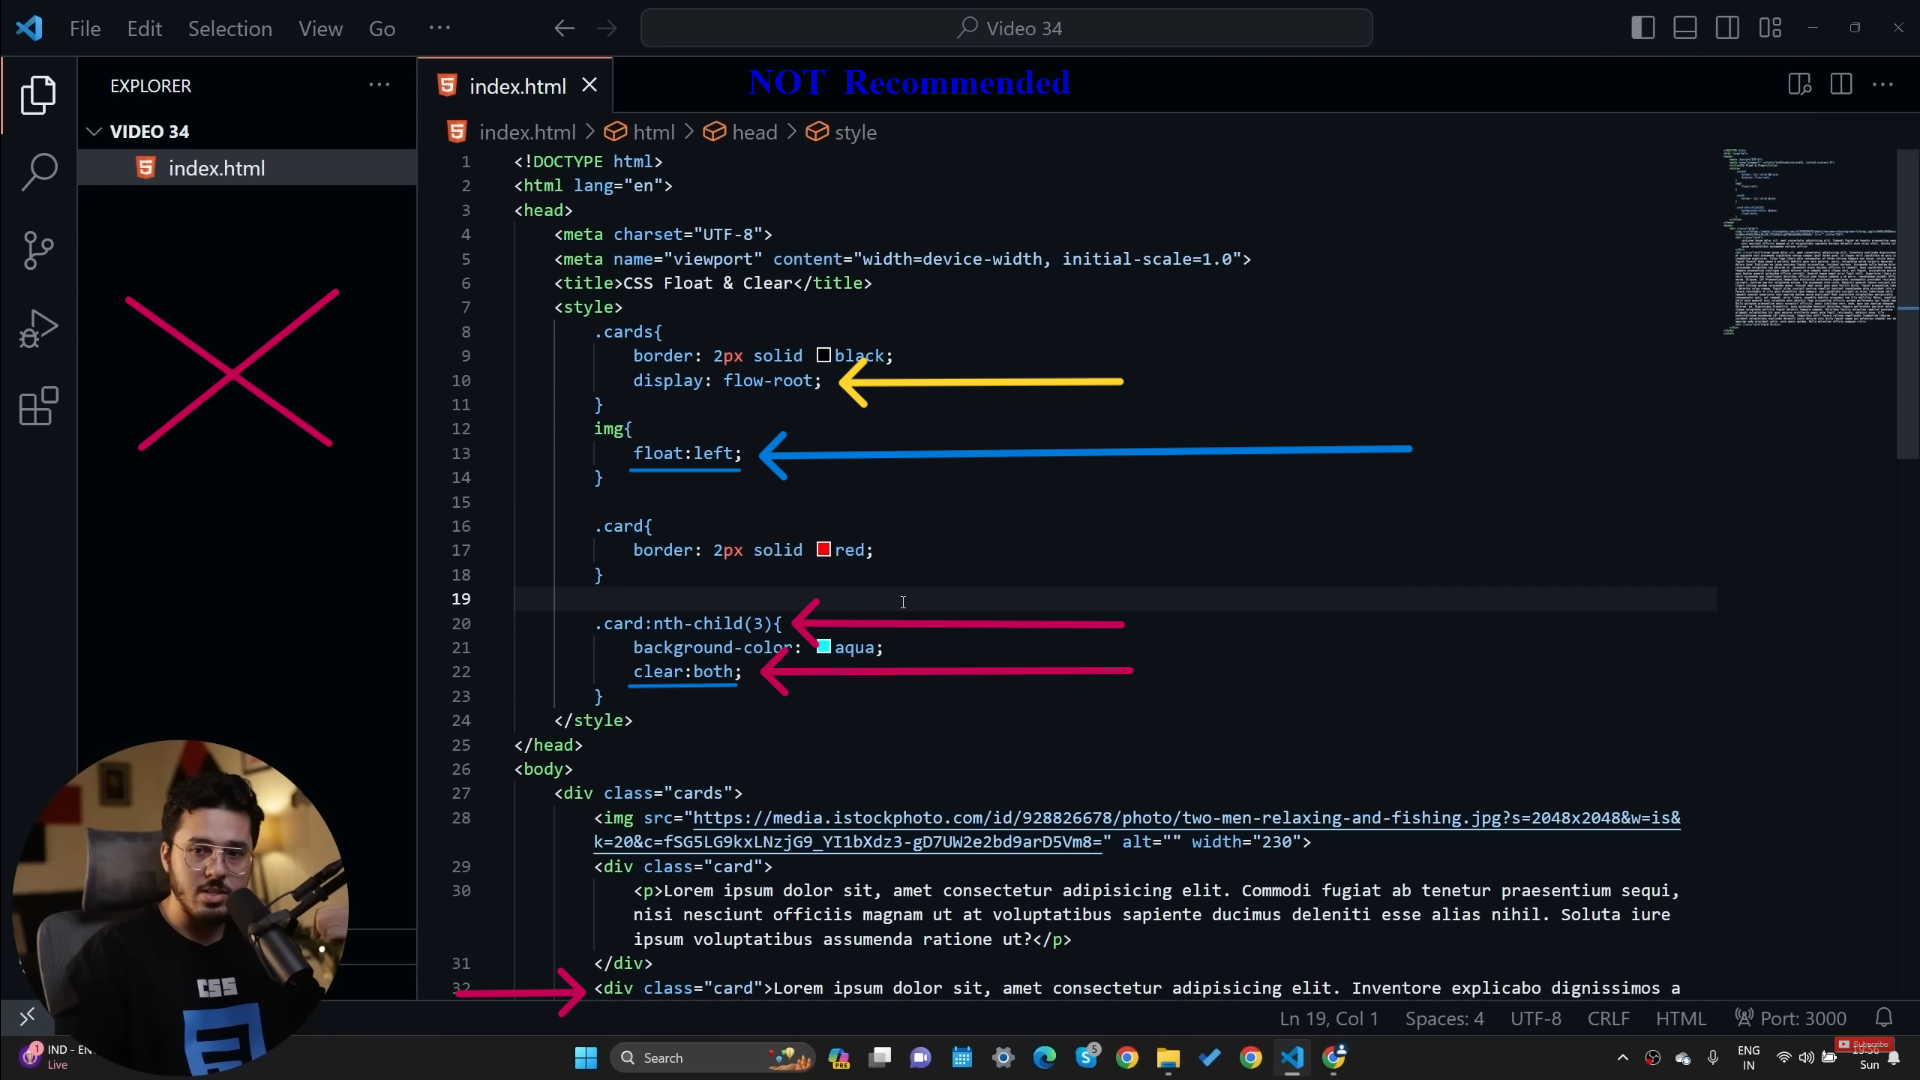 File Edit Selection View Go ··· Video 34
EXPLORER ···
VIDEO 34
index.html
index.html
NOT Recommended
index.html > html > head > style
1 <!DOCTYPE html>
2 <html lang="en">
3 <head>
4 <meta charset="UTF-8">
5 <meta name="viewport" content="width=device-width, initial-scale=1.0">
6 <title>CSS Float & Clear</title>
7 <style>
8 .cards{
9 border: 2px solid black;
10 display: flow-root;
11 }
12 img{
13 float:left;
14 }
15
16 .card{
17 border: 2px solid red;
18 }
19
20 .card:nth-child(3){
21 background-color: aqua;
22 clear:both;
23 }
24 </style>
25 </head>
26 <body>
27 <div class="cards">
28 <img src="https://media.istockphoto.com/id/928826678/photo/two-men-relaxing-and-fishing.jpg?s=2048x2048&w=is&
k=20&c=fSG5LG9kxLNzjG9_YI1bXdz3-gD7UW2e2bd9arD5Vm8=" alt="" width="230">
29 <div class="card">
30 <p>Lorem ipsum dolor sit, amet consectetur adipisicing elit. Commodi fugiat ab tenetur praesentium sequi,
nisi nesciunt officiis magnam ut at voluptatibus sapiente ducimus deleniti esse alias nihil. Soluta iure
ipsum voluptatibus assumenda ratione ut?</p>
31 </div>
32 <div class="card">Lorem ipsum dolor sit, amet consectetur adipisicing elit. Inventore explicabo dignissimos a
CSS
Ln 19, Col 1 Spaces: 4 UTF-8 CRLF HTML Port: 3000
1 IND - EN
Live
Search
PRE
5
ENG
IN
Subscribe
Sun